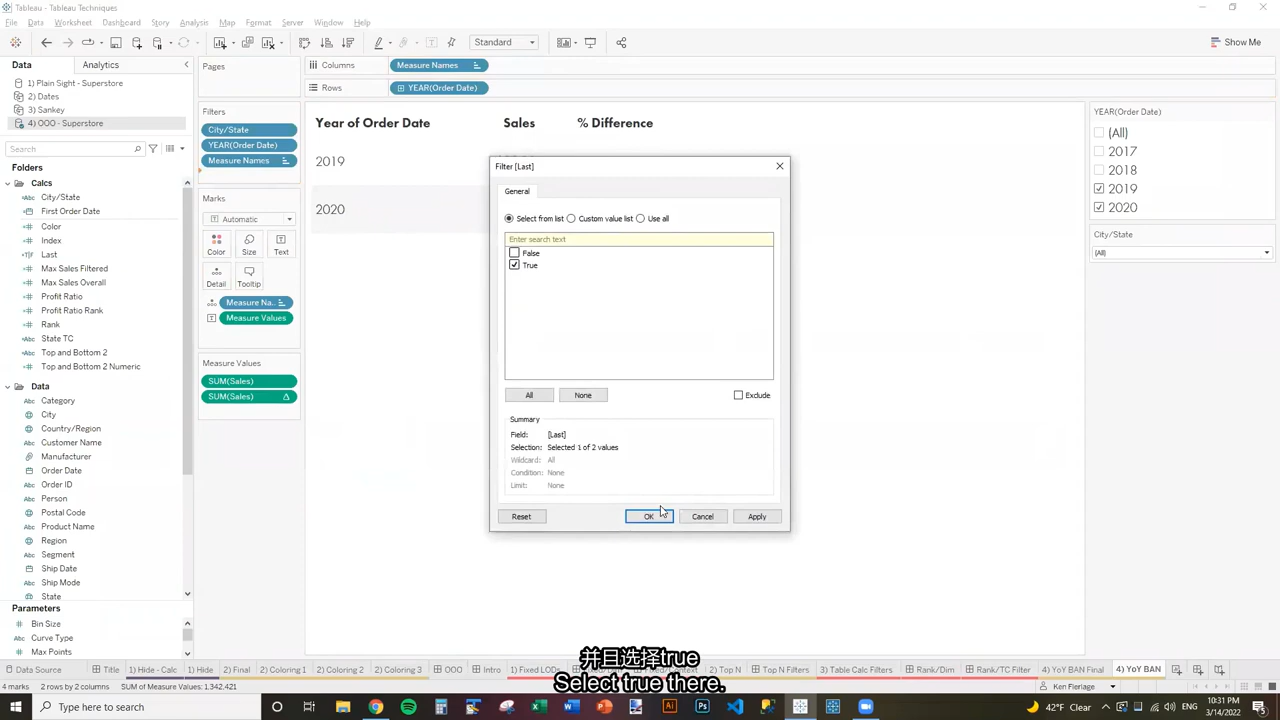 Tableau - Tableau Techniques
File Data Worksheet Dashboard Story Analysis Map Format Server Window Help
Standard
Show Me
Data Analytics
1) Plain Sight - Superstore
2) Dates
3) Sankey
4) OOO - Superstore
Search
Folders
Calcs
City/State
First Order Date
Color
Index
Last
Max Sales Filtered
Max Sales Overall
Profit Ratio
Profit Ratio Rank
Rank
State TC
Top and Bottom 2
Top and Bottom 2 Numeric
Data
Category
City
Country/Region
Customer Name
Manufacturer
Order Date
Order ID
Person
Postal Code
Product Name
Region
Segment
Ship Date
Ship Mode
State
Parameters
Bin Size
Curve Type
Max Points
Pages
Filters
City/State
YEAR(Order Date)
Measure Names
Marks
Automatic
Color Size Text
Detail Tooltip
Measure Na..
Measure Values
Measure Values
SUM(Sales)
SUM(Sales)
Columns Measure Names
Rows YEAR(Order Date)
Year of Order Date Sales % Difference
2019
2020
Filter [Last]
General
Select from list Custom value list Use all
Enter search text
False
True
All None Exclude
Summary
Field: [Last]
Selection: Selected 1 of 2 values
Wildcard: All
Condition: None
Limit: None
Reset OK Cancel Apply
YEAR(Order Date)
(All)
2017
2018
2019
2020
City/State
(All)
并且选择true
Select true there.
Data Source Title 1) Hide - Calc 1) Hide 2) Final 2) Coloring 1 2) Coloring 2 2) Coloring 3 OOO Intro 1) Fixed LODs 2) Top N Top N Filters 3) Table Calc Filters Rank/Dim Rank/TC Filter 4) YoY BAN Final 4) YoY BAN
4 marks 2 rows by 2 columns SUM of Measure Values: 1,342,421 Ken Flerlage
Type here to search
42°F Clear
10:31 PM
3/14/2022